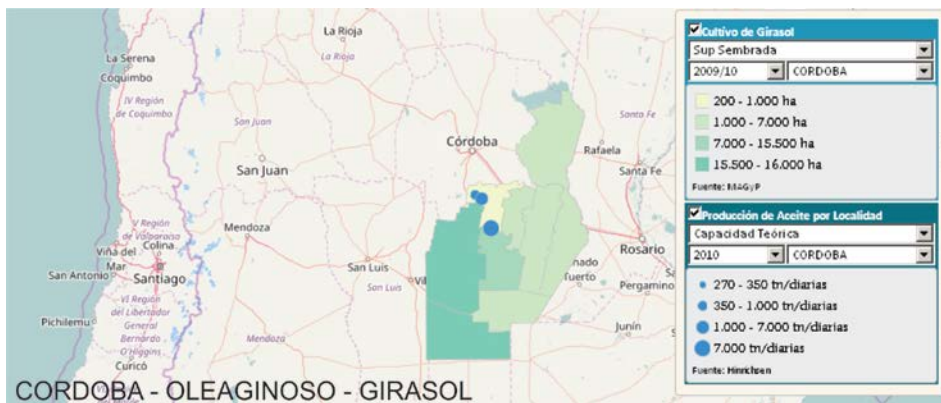 La Rioja
La Rioja
La Serena
Coquimbo
IV Región
de Coquimbo
San Juan
San Juan
Córdoba
Santa Fe
Rafaela
Santa Fe
V Región
de Valparaíso
Viña del
Mar
Colina
Mendoza
San Luis
San Luis
Rosario
San Antonio
Santiago
nado
Tuerto
Pergamino
VI Región
del Libertador
General
Bernardo
O'Higgins
Pichilemu
Mendoza
Junín
Curicó
CORDOBA - OLEAGINOSO - GIRASOL
Cultivo de Girasol
Sup Sembrada
2009/10 CORDOBA
200 - 1.000 ha
1.000 - 7.000 ha
7.000 - 15.500 ha
15.500 - 16.000 ha
Fuente: MAGyP
Producción de Aceite por Localidad
Capacidad Teórica
2010 CORDOBA
270 - 350 tn/diarias
350 - 1.000 tn/diarias
1.000 - 7.000 tn/diarias
7.000 tn/diarias
Fuente: Hinrichsen